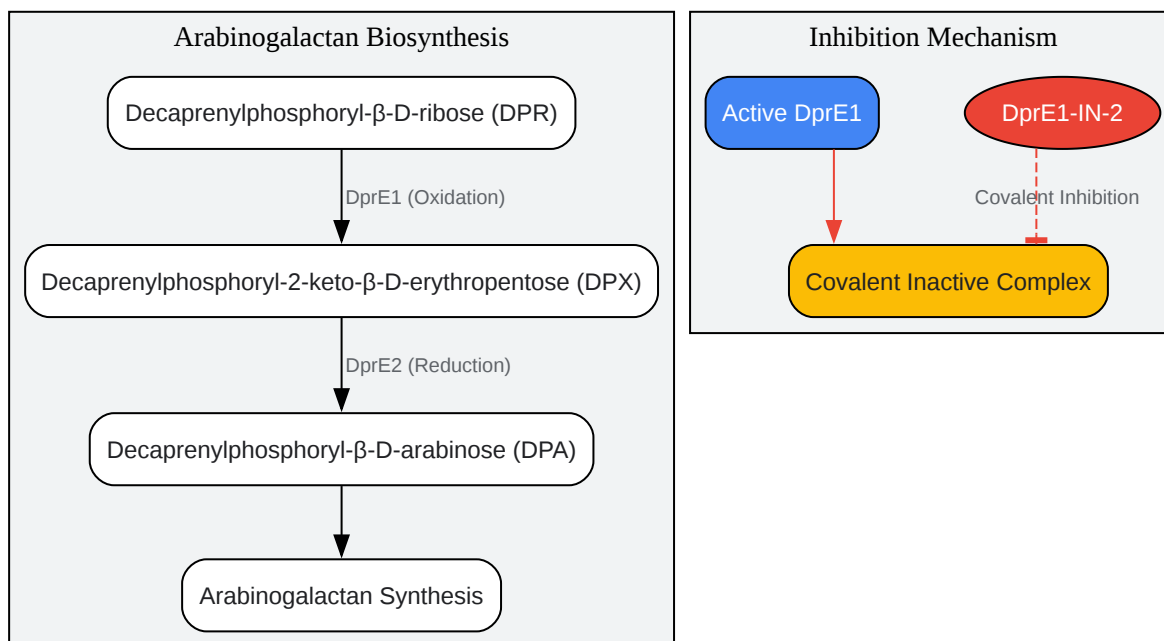 Arabinogalactan Biosynthesis
Decaprenylphosphoryl-β-D-ribose (DPR)
DprE1 (Oxidation)
Decaprenylphosphoryl-2-keto-β-D-erythropentose (DPX)
DprE2 (Reduction)
Decaprenylphosphoryl-β-D-arabinose (DPA)
Arabinogalactan Synthesis
Inhibition Mechanism
Active DprE1
DprE1-IN-2
Covalent Inhibition
Covalent Inactive Complex